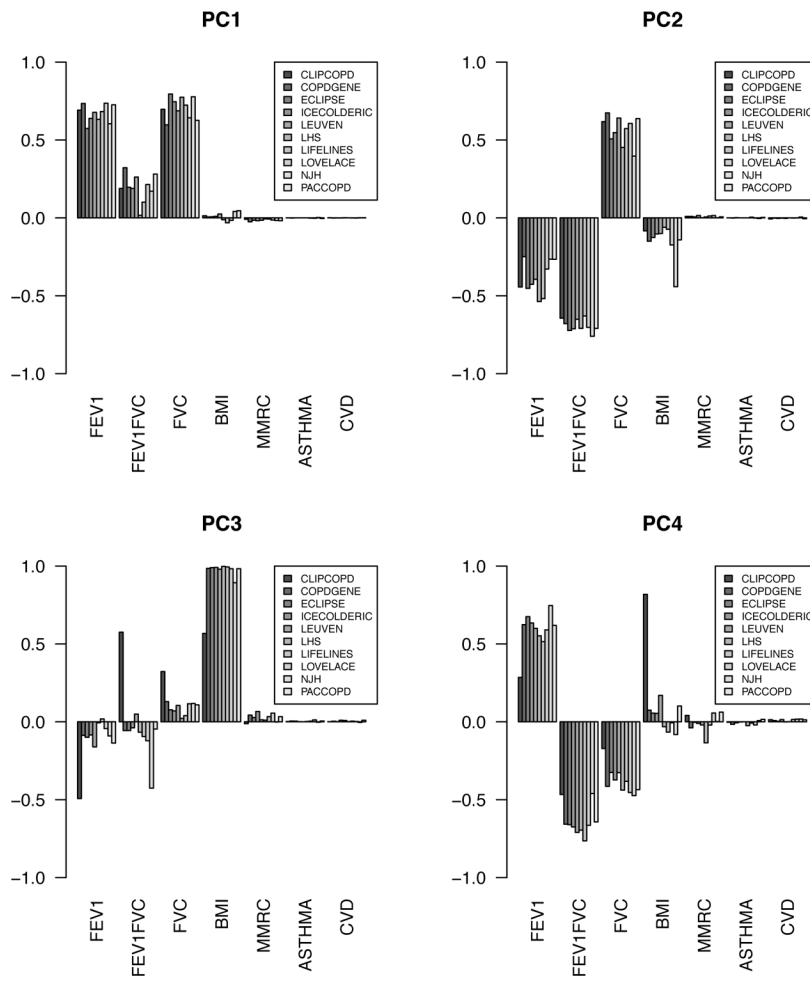 PC1
1.0
0.5
0.0
−0.5
−1.0
CLIPCOPD
COPDGENE
ECLIPSE
ICECOLDERIC
LEUVEN
LHS
LIFELINES
LOVELACE
NJH
PACCOPD
FEV1
FEV1FVC
FVC
BMI
MMRC
ASTHMA
CVD
PC2
1.0
0.5
0.0
−0.5
−1.0
CLIPCOPD
COPDGENE
ECLIPSE
ICECOLDERIC
LEUVEN
LHS
LIFELINES
LOVELACE
NJH
PACCOPD
FEV1
FEV1FVC
FVC
BMI
MMRC
ASTHMA
CVD
PC3
1.0
0.5
0.0
−0.5
−1.0
CLIPCOPD
COPDGENE
ECLIPSE
ICECOLDERIC
LEUVEN
LHS
LIFELINES
LOVELACE
NJH
PACCOPD
FEV1
FEV1FVC
FVC
BMI
MMRC
ASTHMA
CVD
PC4
1.0
0.5
0.0
−0.5
−1.0
CLIPCOPD
COPDGENE
ECLIPSE
ICECOLDERIC
LEUVEN
LHS
LIFELINES
LOVELACE
NJH
PACCOPD
FEV1
FEV1FVC
FVC
BMI
MMRC
ASTHMA
CVD